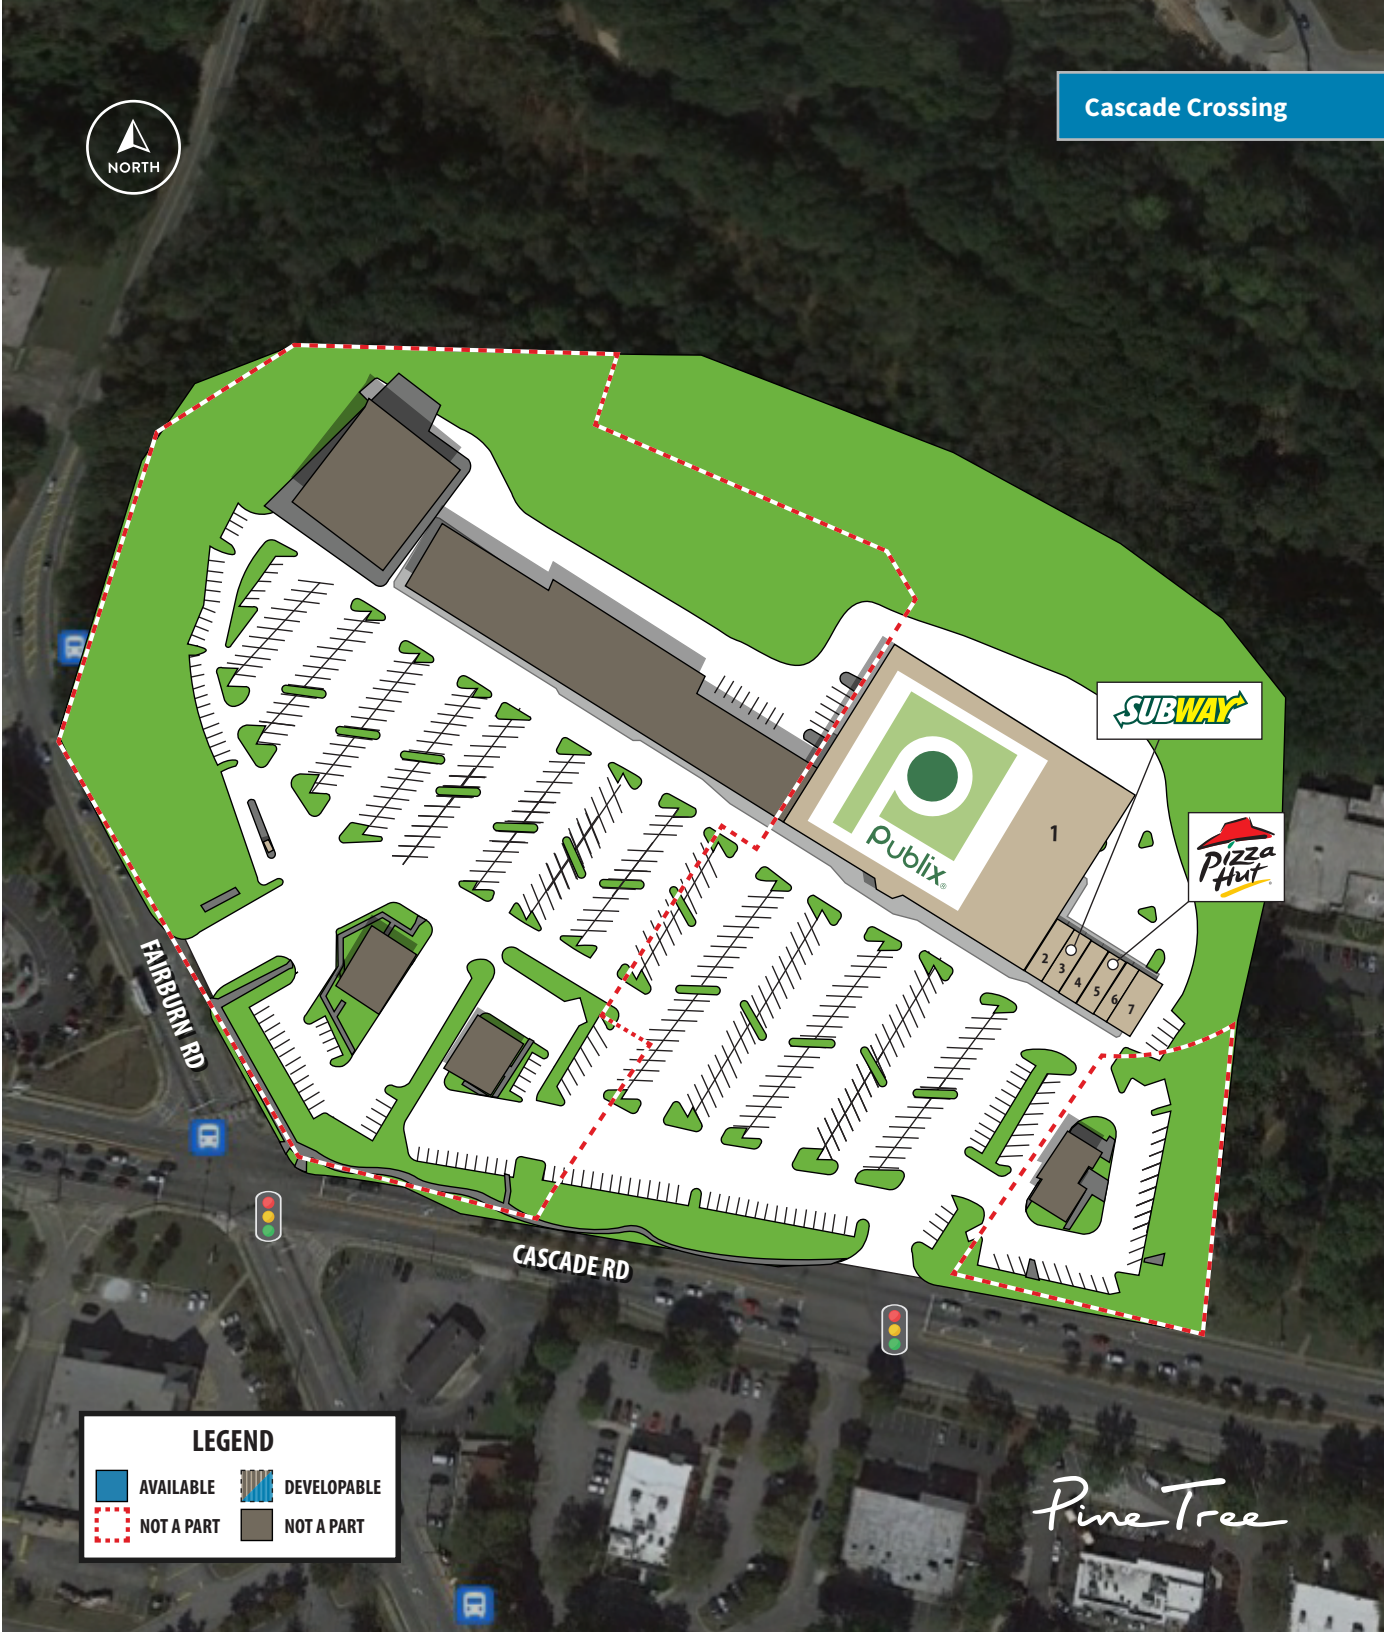 Cascade Crossing
NORTH
SUBWAY
1
Publix®
Pizza
Hut
2
3
4
5
6
7
FAIRBURN RD
CASCADE RD
LEGEND
AVAILABLE
DEVELOPABLE
NOT A PART
NOT A PART
PineTree